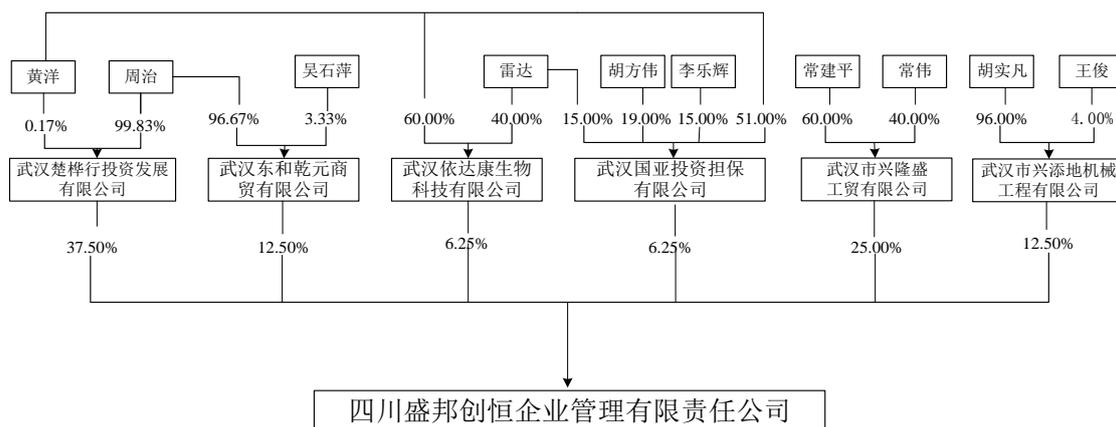 黄洋
周治
吴石萍
雷达
胡方伟
李乐辉
常建平
常伟
胡实凡
王俊
0.17%
99.83%
96.67%
3.33%
60.00%
40.00%
15.00%
19.00%
15.00%
51.00%
60.00%
40.00%
96.00%
4.00%
武汉楚桦行投资发展
有限公司
武汉东和乾元商
贸有限公司
武汉依达康生物
科技有限公司
武汉国亚投资担保
有限公司
武汉市兴隆盛
工贸有限公司
武汉市兴添地机械
工程有限公司
37.50%
12.50%
6.25%
6.25%
25.00%
12.50%
四川盛邦创恒企业管理有限责任公司